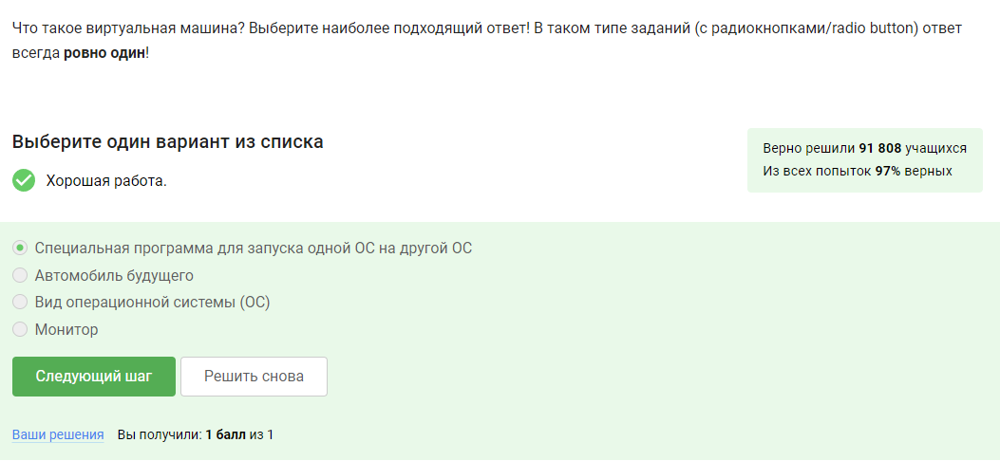 Что такое виртуальная машина? Выберите наиболее подходящий ответ! В таком типе заданий (с радиокнопками/radio button) ответ
всегда ровно один!
Выберите один вариант из списка
Хорошая работа.
Верно решили 91 808 учащихся
Из всех попыток 97% верных
Специальная программа для запуска одной ОС на другой ОС
Автомобиль будущего
Вид операционной системы (ОС)
Монитор
Следующий шаг
Решить снова
Ваши решения Вы получили: 1 балл из 1